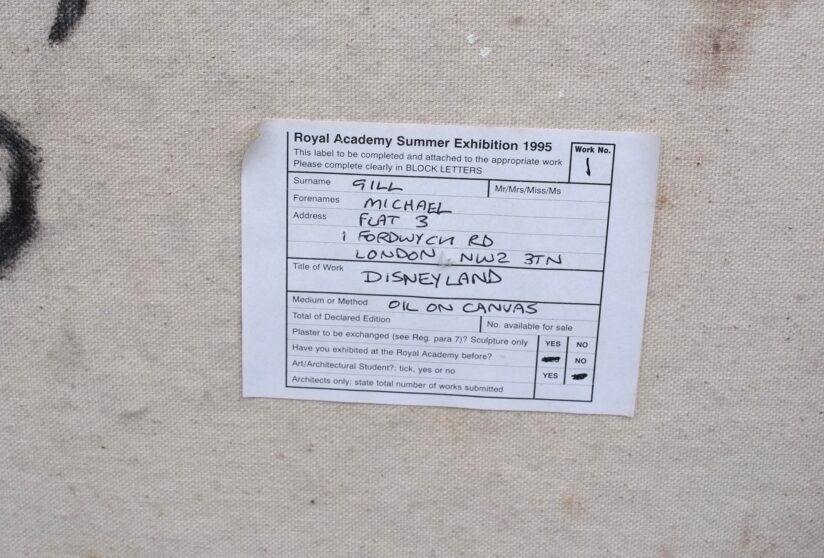 Royal Academy Summer Exhibition 1995
Work No.
1
This label to be completed and attached to the appropriate work
Please complete clearly in BLOCK LETTERS
Surname GILL Mr/Mrs/Miss/Ms
Forenames MICHAEL
Address FLAT 3
1 FORDWYCH RD
LONDON NW2 3TN
Title of Work DISNEYLAND
Medium or Method OIL ON CANVAS
Total of Declared Edition No. available for sale
Plaster to be exchanged (see Reg. para 7)? Sculpture only YES NO
Have you exhibited at the Royal Academy before? NO
Art/Architectural Student?: tick, yes or no YES
Architects only: state total number of works submitted